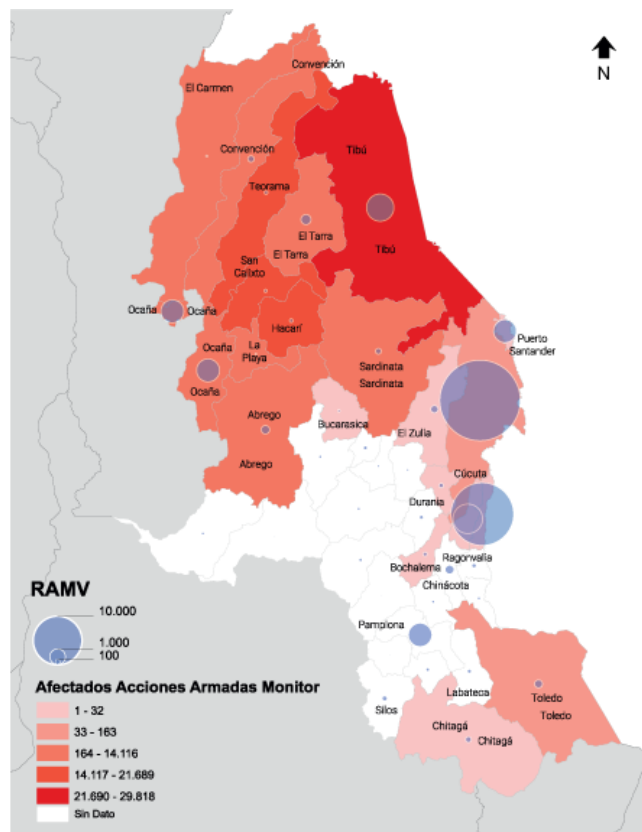 N
Convención
El Carmen
Tibú
Convención
Teorama
El Tarra
El Tarra
Tibú
San
Calixto
Ocaña
Ocaña
Hacarí
Puerto
Santander
Ocaña
La
Playa
Sardinata
Sardinata
Ocaña
Abrego
Bucarasica
El Zulia
Abrego
Cúcuta
Durania
Ragonvalia
Bochalema
Chinácota
RAMV
10.000
1.000
100
Pamplona
Afectados Acciones Armadas Monitor
1 - 32
33 - 163
164 - 14.116
14.117 - 21.689
21.690 - 29.818
Sin Dato
Labateca
Toledo
Toledo
Silos
Chitagá
Chitagá